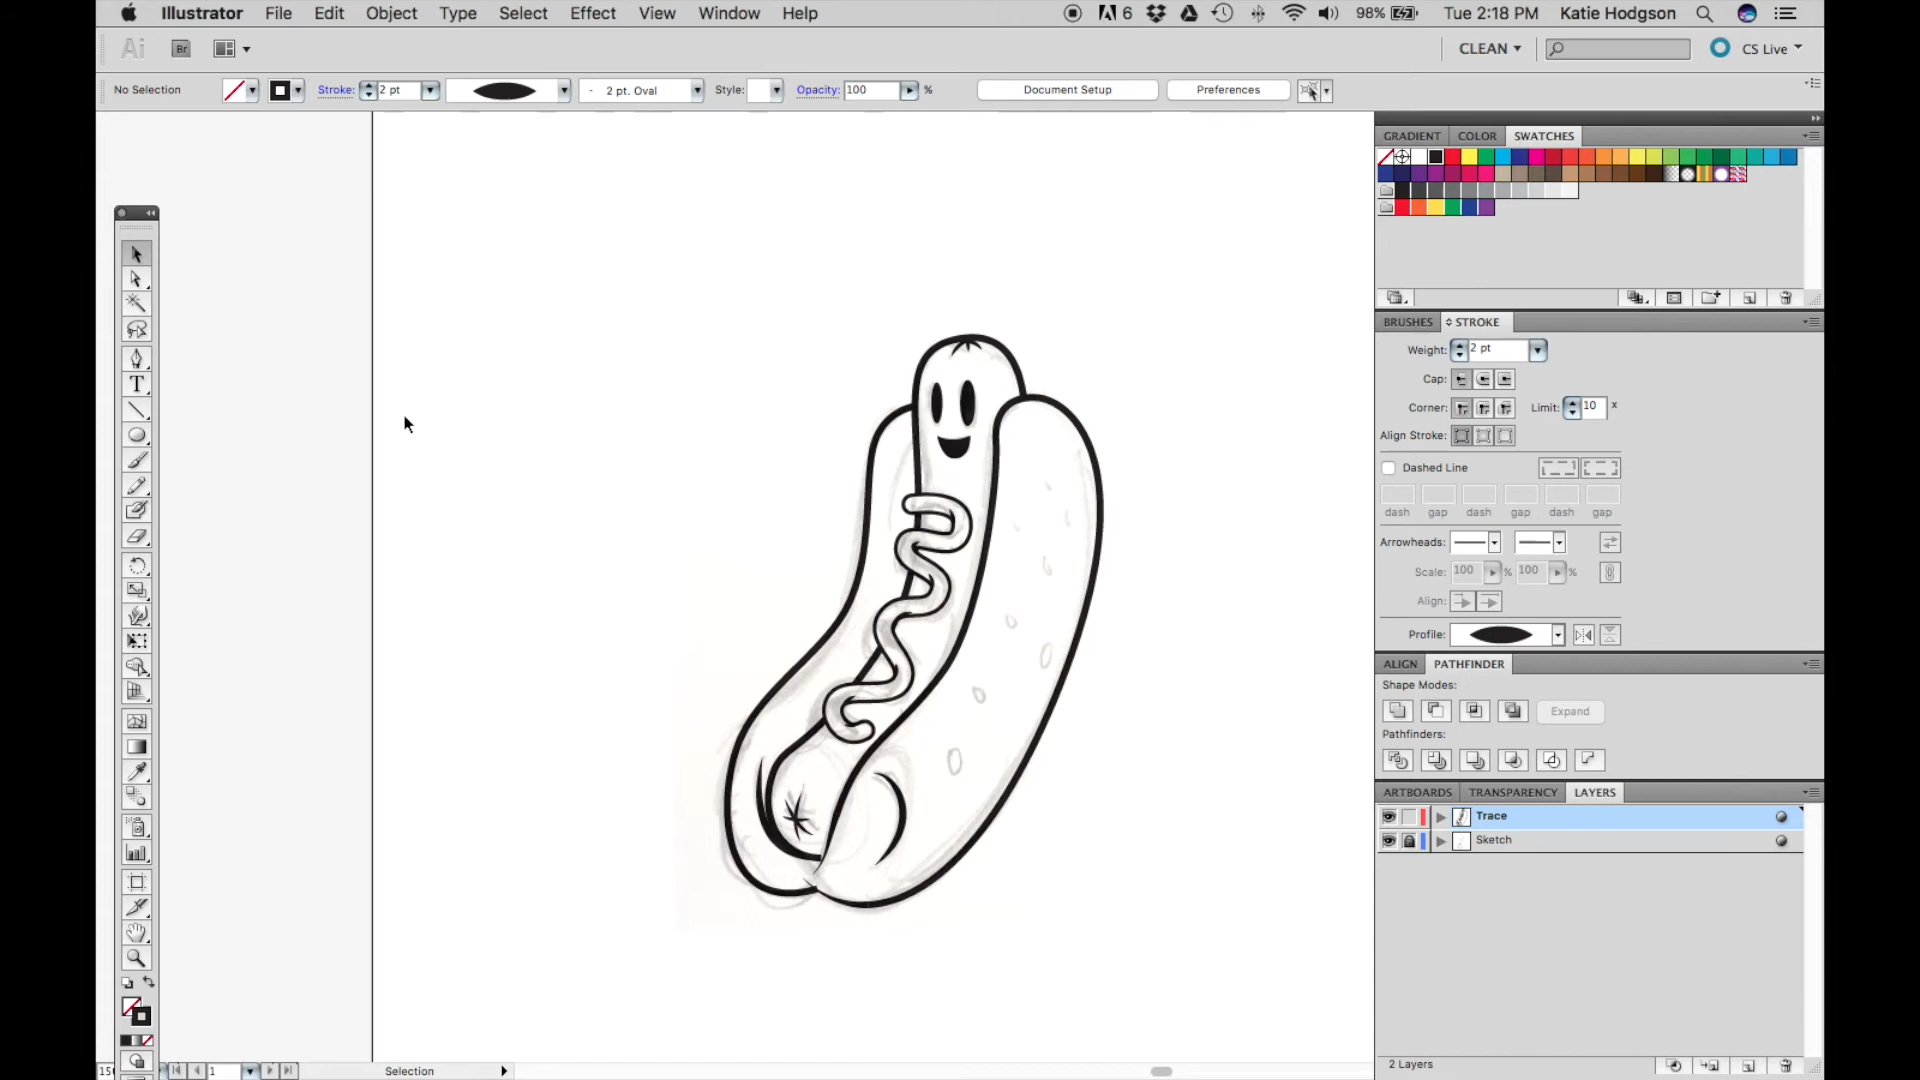 Illustrator File Edit Object Type Select Effect View Window Help 6 98% Tue 2:18 PM Katie Hodgson
Ai Br CLEAN CS Live
No Selection Stroke: 2 pt - 2 pt. Oval Style: Opacity: 100 % Document Setup Preferences
GRADIENT COLOR SWATCHES
BRUSHES STROKE
Weight: 2 pt
Cap:
Corner: Limit: 10 x
Align Stroke:
Dashed Line
dash gap dash gap dash gap
Arrowheads:
Scale: 100 % 100 %
Align:
Profile:
ALIGN PATHFINDER
Shape Modes:
Expand
Pathfinders:
ARTBOARDS TRANSPARENCY LAYERS
Trace
Sketch
2 Layers
1 Selection